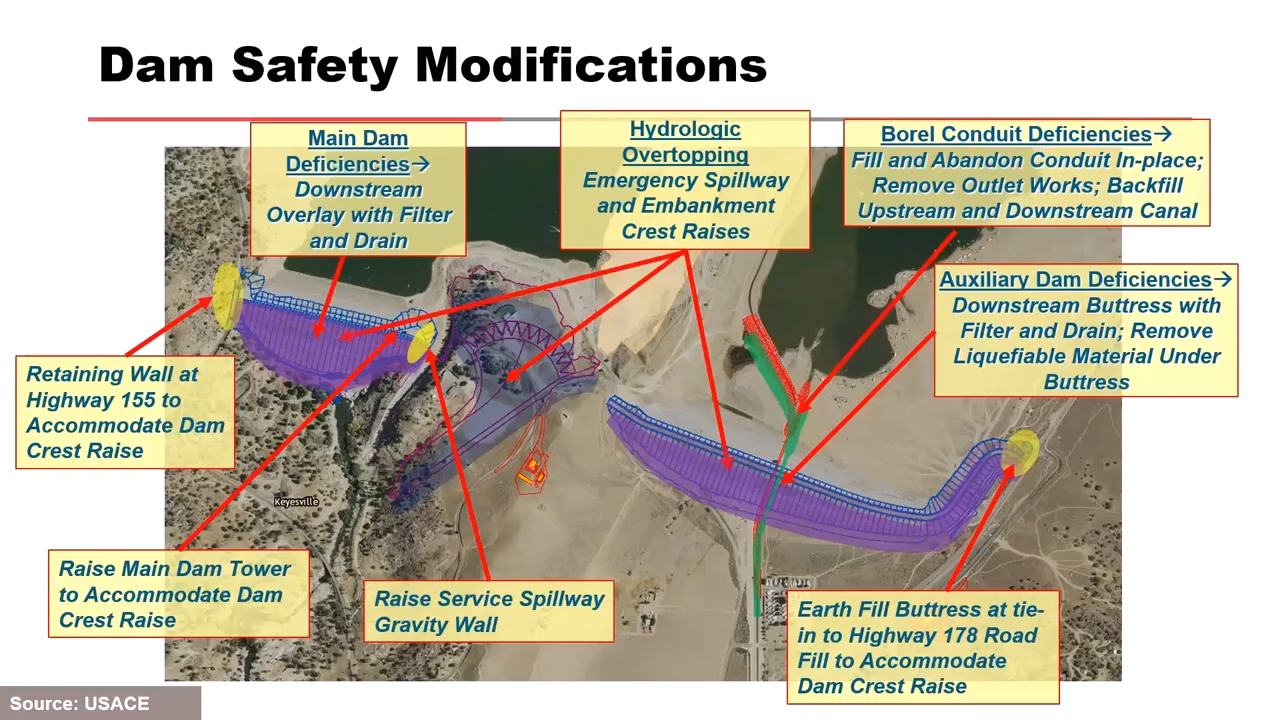 Dam Safety Modifications
Main Dam
Deficiencies→
Downstream
Overlay with Filter
and Drain
Hydrologic
Overtopping
Emergency Spillway
and Embankment
Crest Raises
Borel Conduit Deficiencies→
Fill and Abandon Conduit In-place;
Remove Outlet Works; Backfill
Upstream and Downstream Canal
Auxiliary Dam Deficiencies→
Downstream Buttress with
Filter and Drain; Remove
Liquefiable Material Under
Buttress
Retaining Wall at
Highway 155 to
Accommodate Dam
Crest Raise
Keyesville
Raise Main Dam Tower
to Accommodate Dam
Crest Raise
Raise Service Spillway
Gravity Wall
Earth Fill Buttress at tie-
in to Highway 178 Road
Fill to Accommodate
Dam Crest Raise
Source: USACE